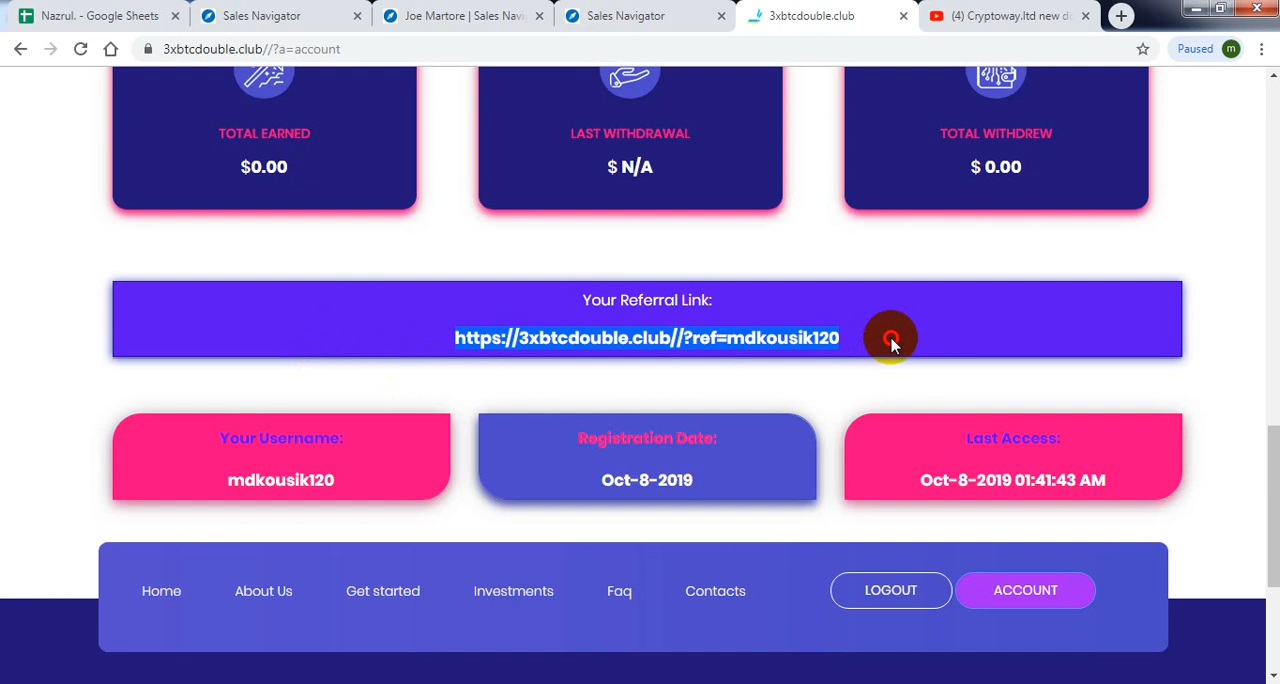 Nazrul. - Google Sheets
Sales Navigator
Joe Martore | Sales Navi
Sales Navigator
3xbtcdouble.club
(4) Cryptoway.ltd new do
3xbtcdouble.club//?a=account
Paused
m
TOTAL EARNED
LAST WITHDRAWAL
TOTAL WITHDREW
$0.00
$ N/A
$ 0.00
Your Referral Link:
https://3xbtcdouble.club//?ref=mdkousik120
Your Username:
Registration Date:
Last Access:
mdkousik120
Oct-8-2019
Oct-8-2019 01:41:43 AM
Home
About Us
Get started
Investments
Faq
Contacts
LOGOUT
ACCOUNT